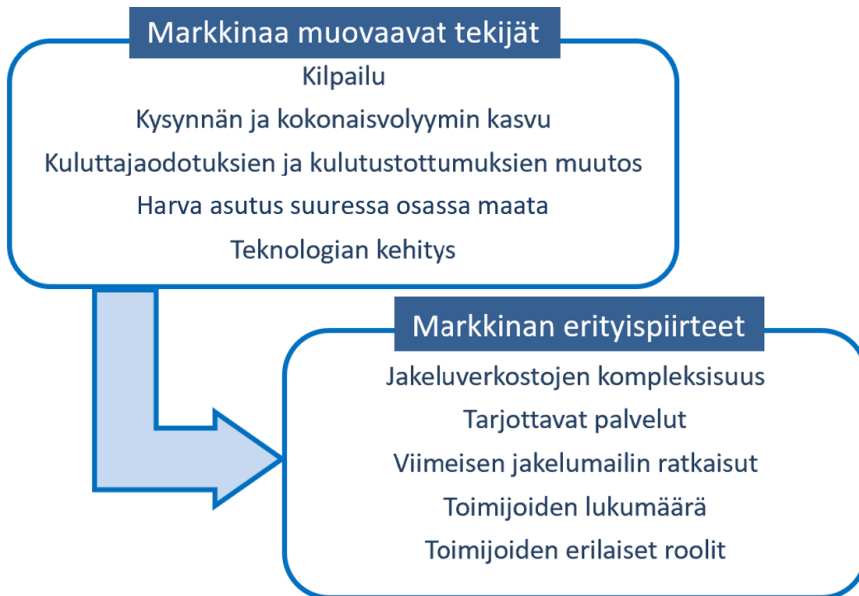 Markkinaa muovaavat tekijät
Kilpailu
Kysynnän ja kokonaisvolyymin kasvu
Kuluttajaodotuksien ja kulutustottumuksien muutos
Harva asutus suuressa osassa maata
Teknologian kehitys
Markkinan erityispiirteet
Jakeluverkostojen kompleksisuus
Tarjottavat palvelut
Viimeisen jakelumailin ratkaisut
Toimijoiden lukumäärä
Toimijoiden erilaiset roolit